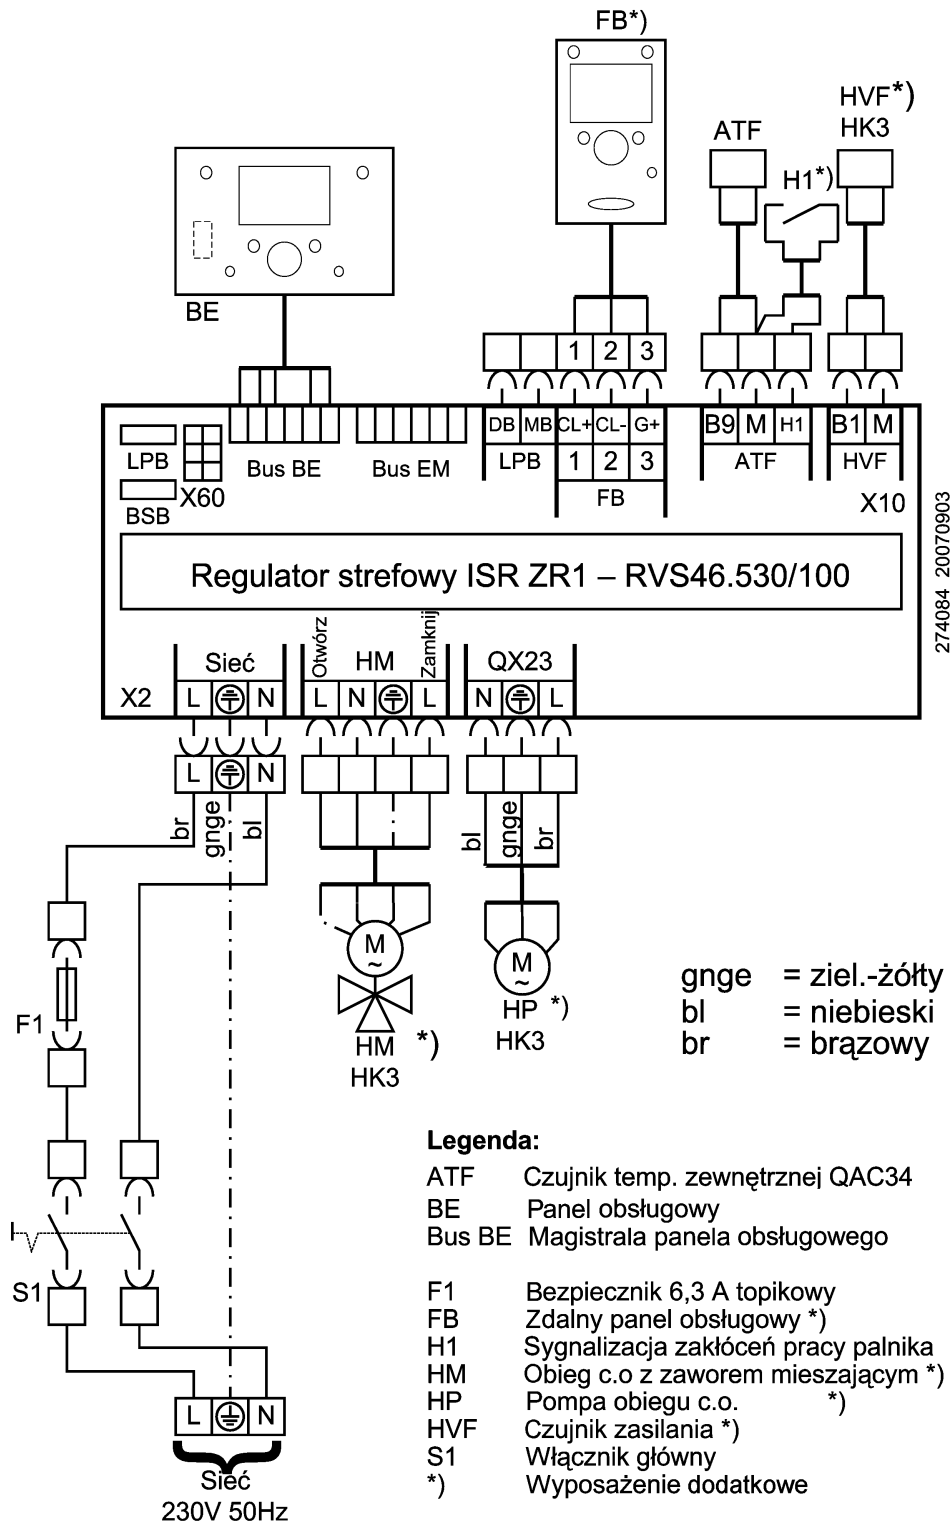 FB*)
HVF*)
ATF HK3
H1*)
BE
1 2 3
DB MB CL+ CL- G+ B9 M H1 B1 M
LPB Bus BE Bus EM LPB 1 2 3 ATF HVF
X60 FB X10
BSB
Regulator strefowy ISR ZR1 – RVS46.530/100
274084 20070903
Sieć Otwórz HM Zamknij QX23
X2 L N L N L N L
L N
br gnge bl bl gnge br
M
~
M
~
HM *)
HK3
HP *)
HK3
gnge = ziel.-żółty
bl = niebieski
br = brązowy
F1
S1
Legenda:
ATF Czujnik temp. zewnętrznej QAC34
BE Panel obsługowy
Bus BE Magistrala panela obsługowego
F1 Bezpiecznik 6,3 A topikowy
FB Zdalny panel obsługowy *)
H1 Sygnalizacja zakłóceń pracy palnika
HM Obieg c.o z zaworem mieszającym *)
HP Pompa obiegu c.o. *)
HVF Czujnik zasilania *)
S1 Włącznik główny
*) Wyposażenie dodatkowe
L N
Sieć
230V 50Hz